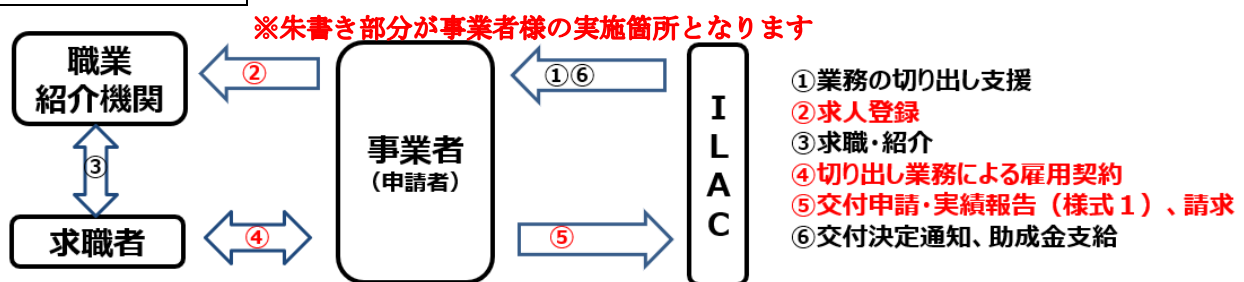 ※朱書き部分が事業者様の実施箇所となります
職業
紹介機関
②
①⑥
③
事業者
(申請者)
ILAC
求職者
④
⑤
①業務の切り出し支援
②求人登録
③求職・紹介
④切り出し業務による雇用契約
⑤交付申請・実績報告（様式１）、請求
⑥交付決定通知、助成金支給